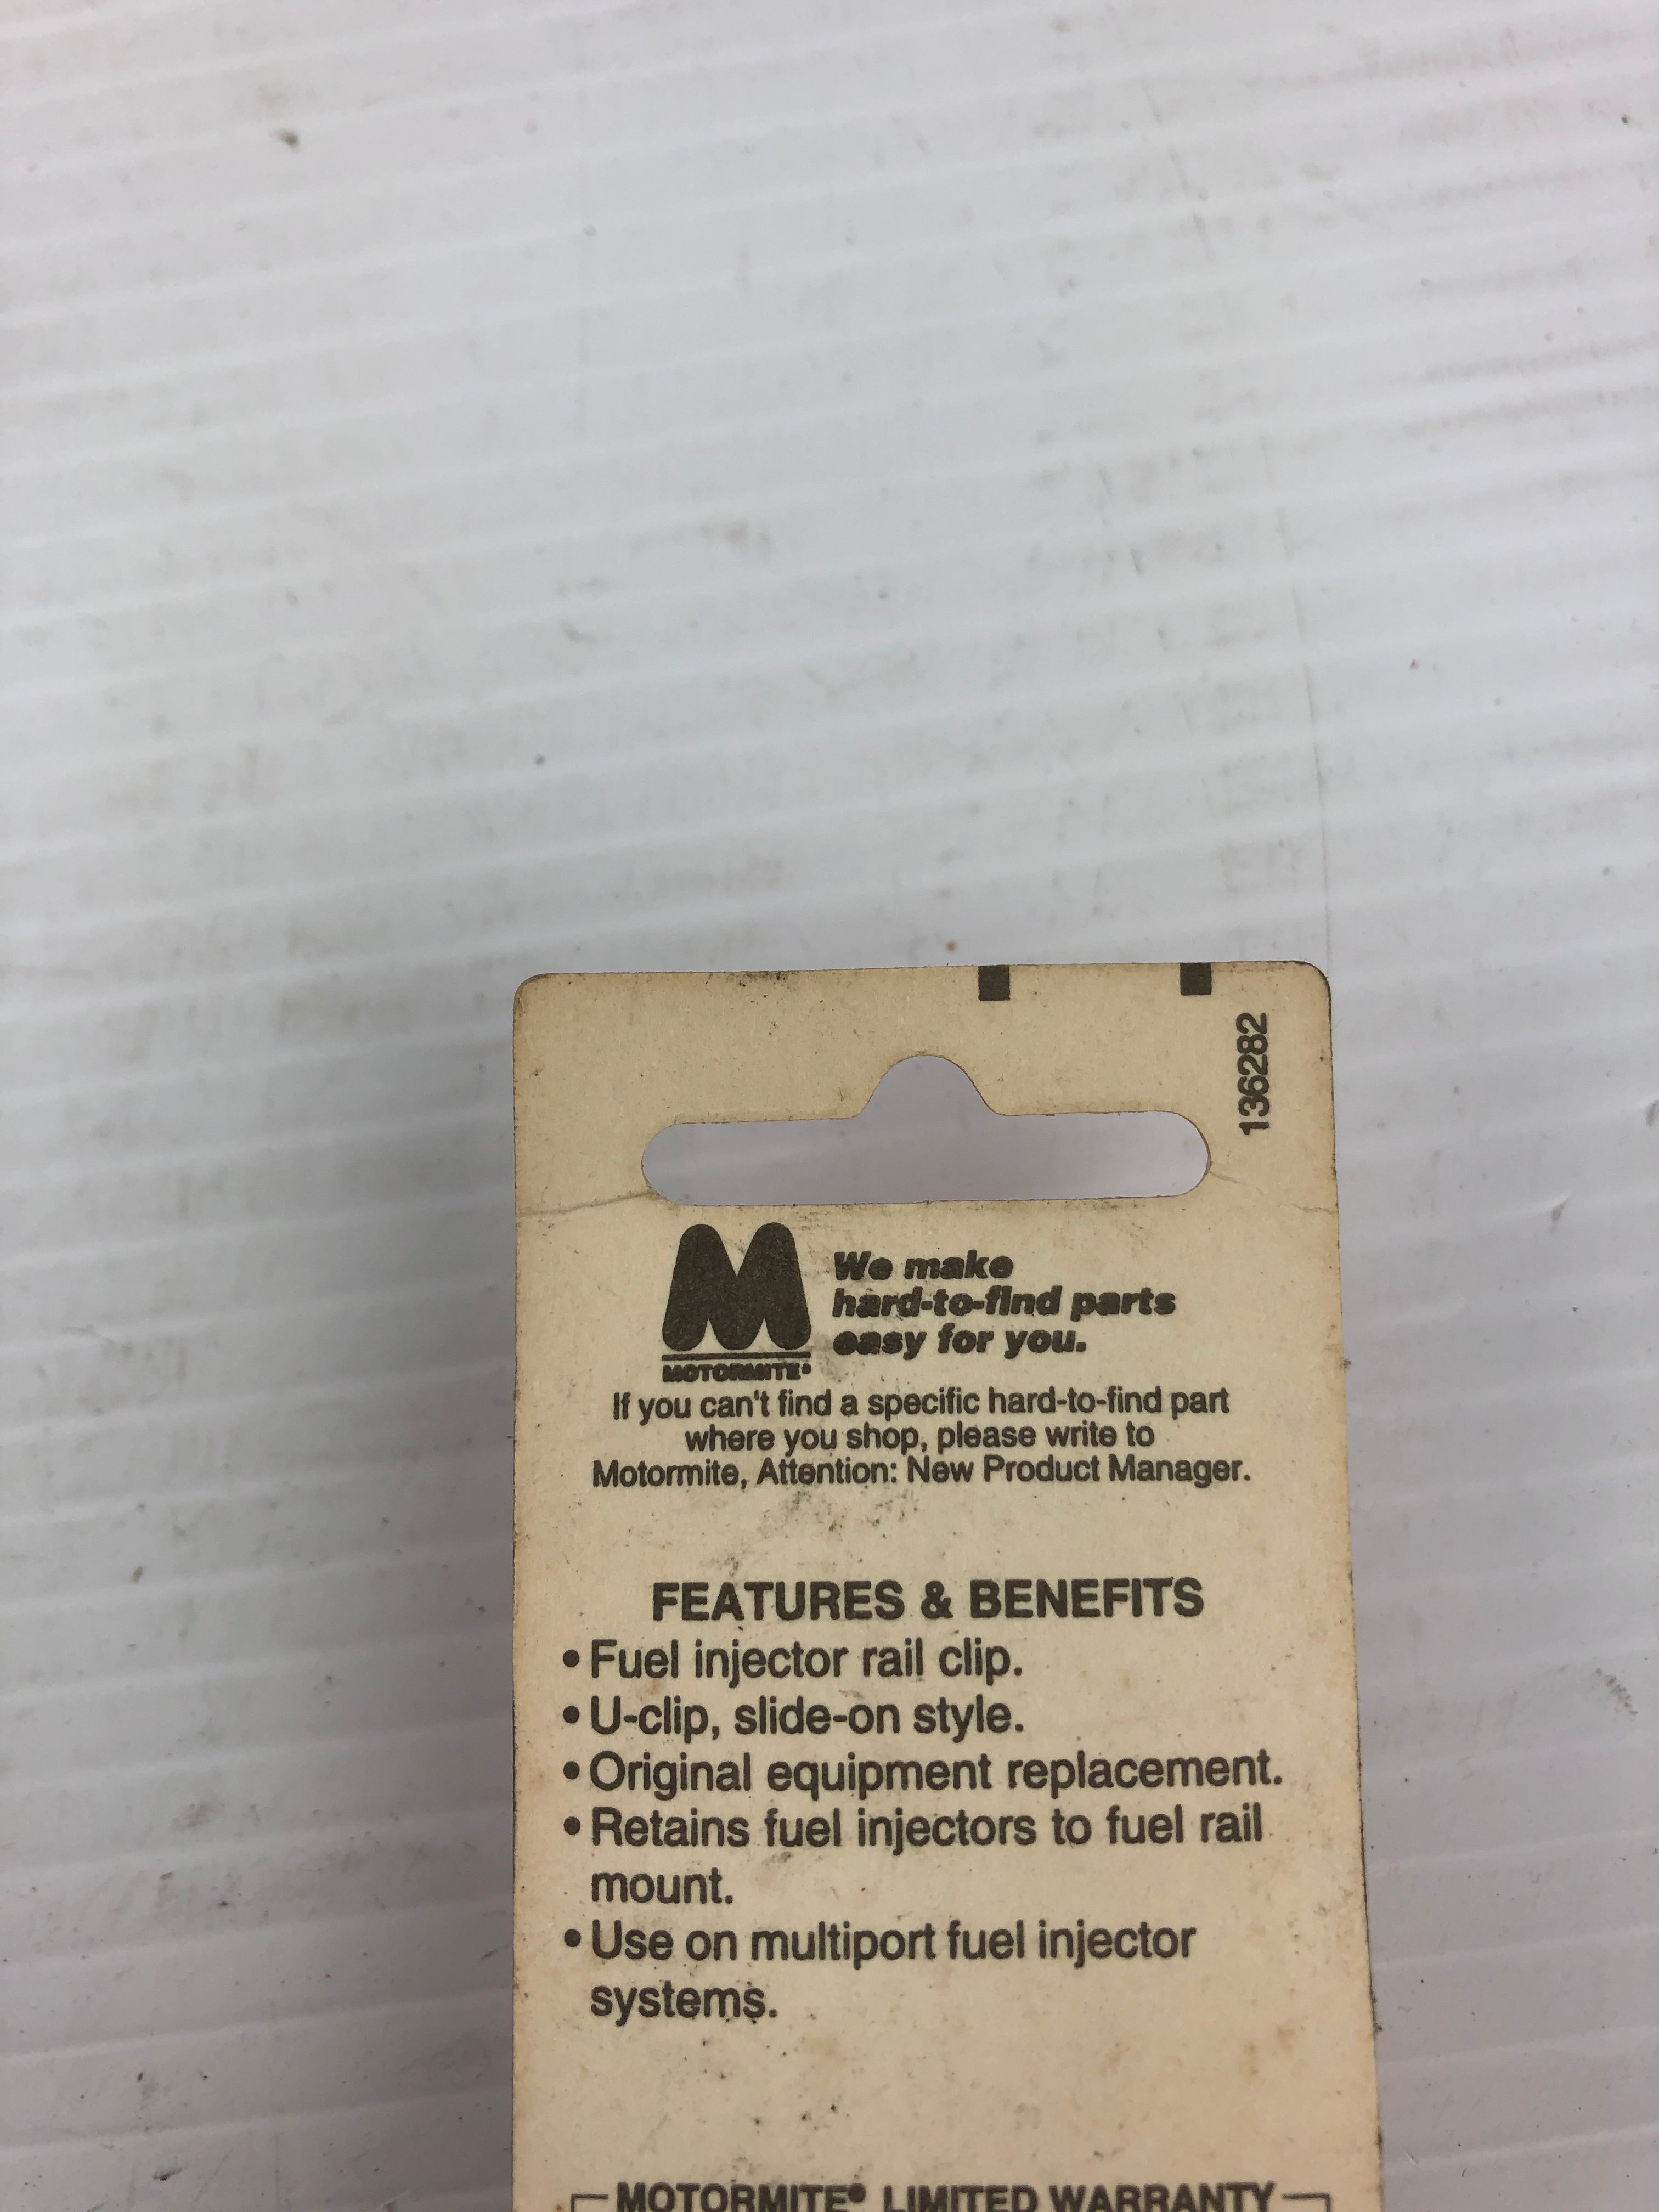 136282
We make
hard-to-find parts
easy for you.
MOTORMITE®
If you can't find a specific hard-to-find part
where you shop, please write to
Motormite, Attention: New Product Manager.
FEATURES & BENEFITS
• Fuel injector rail clip.
• U-clip, slide-on style.
• Original equipment replacement.
• Retains fuel injectors to fuel rail
mount.
• Use on multiport fuel injector
systems.
MOTORMITE® LIMITED WARRANTY